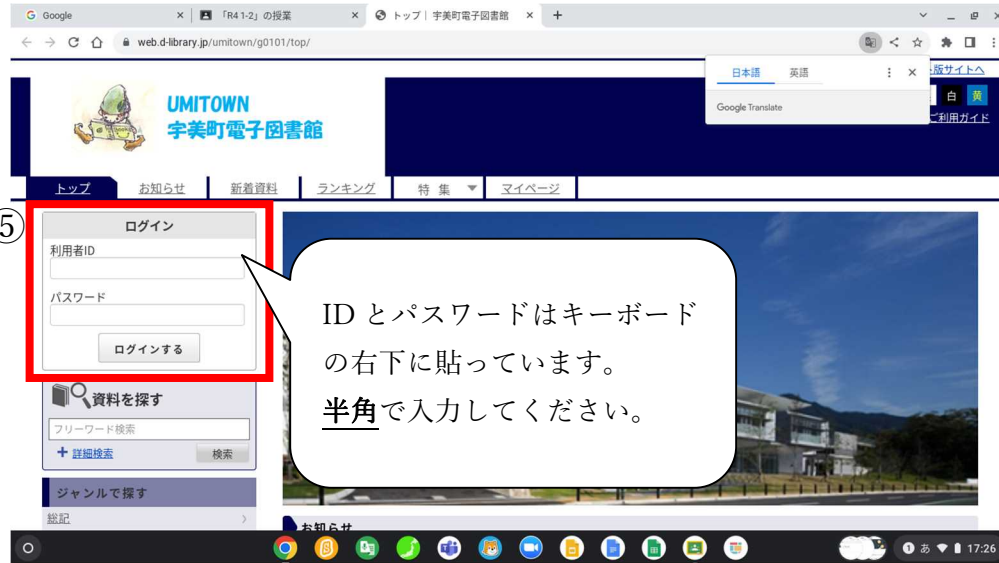 Google
「R4 1-2」の授業
トップ｜宇美町電子図書館
web.d-library.jp/umitown/g0101/top/
日本語 英語
Google Translate
版サイトへ
白 黄
ご利用ガイド
UMITOWN
宇美町電子図書館
トップ お知らせ 新着資料 ランキング 特集 ▼ マイページ
⑤
ログイン
利用者ID
パスワード
ログインする
ID とパスワードはキーボード
の右下に貼っています。
半角で入力してください。
資料を探す
フリーワード検索
+ 詳細検索 検索
ジャンルで探す
総記
お知らせ
1 あ 17:26